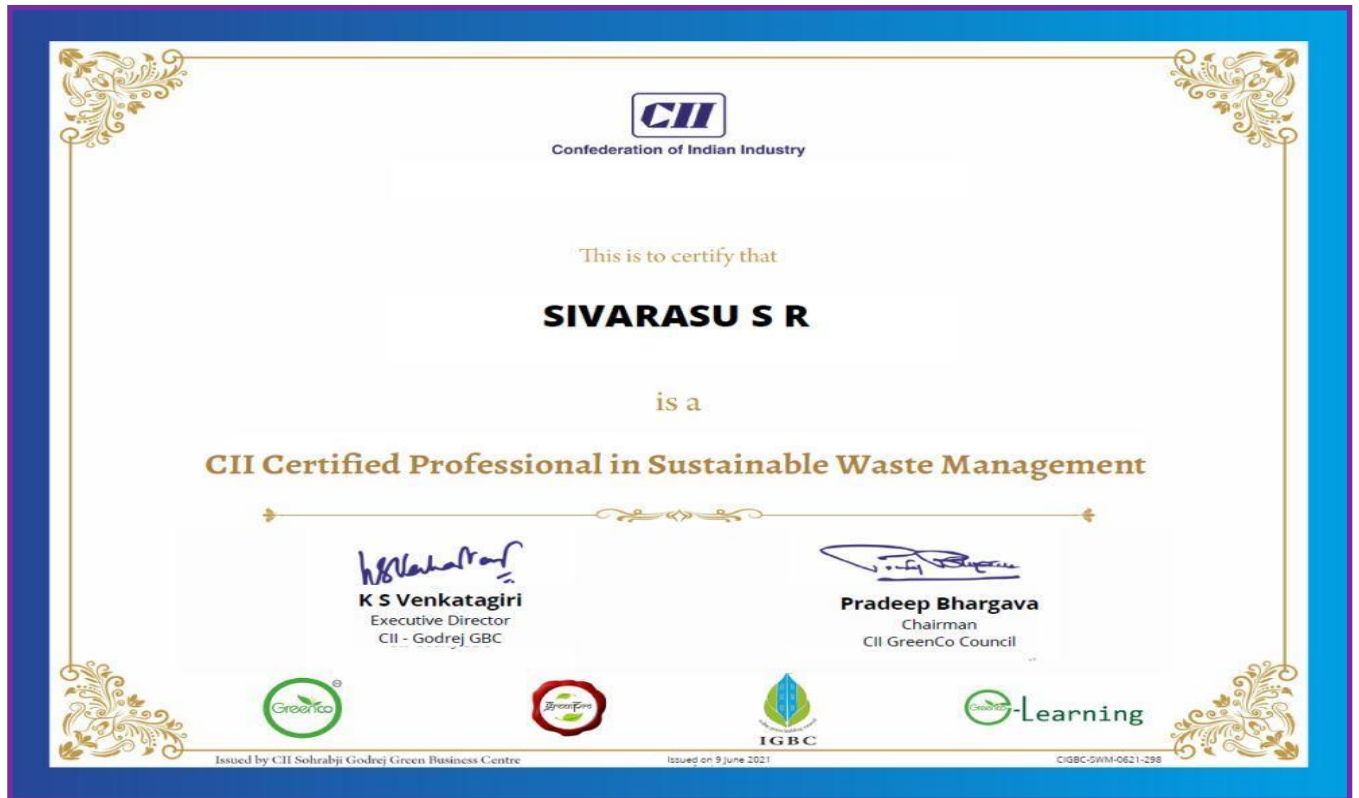 CII
Confederation of Indian Industry
This is to certify that
SIVARASU S R
is a
CII Certified Professional in Sustainable Waste Management
K S Venkatagiri
Executive Director
CII - Godrej GBC
Pradeep Bhargava
Chairman
CII GreenCo Council
Greenco
GreenPro
IGBC
Greenco-Learning
Issued by CII Sohrabji Godrej Green Business Centre
Issued on 9 June 2021
CIGBC-SWM-0621-298